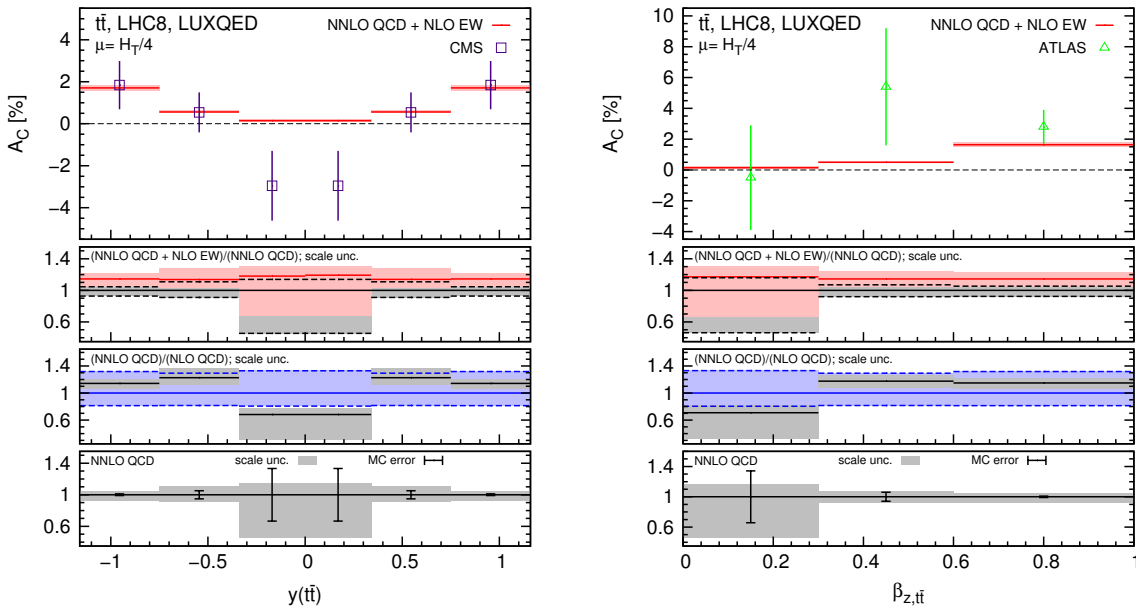 tt̄, LHC8, LUXQED
NNLO QCD + NLO EW
μ= H_T/4
CMS
A_C [%]
4
2
0
−2
−4
(NNLO QCD + NLO EW)/(NNLO QCD); scale unc.
1.4
1
0.6
(NNLO QCD)/(NLO QCD); scale unc.
1.4
1
0.6
NNLO QCD
scale unc.
MC error
1.4
1
0.6
−1
−0.5
0
0.5
1
y(tt̄)
tt̄, LHC8, LUXQED
NNLO QCD + NLO EW
μ= H_T/4
ATLAS
A_C [%]
10
8
6
4
2
0
−2
−4
(NNLO QCD + NLO EW)/(NNLO QCD); scale unc.
1.4
1
0.6
(NNLO QCD)/(NLO QCD); scale unc.
1.4
1
0.6
NNLO QCD
scale unc.
MC error
1.4
1
0.6
0
0.2
0.4
0.6
0.8
1
β_z,tt̄